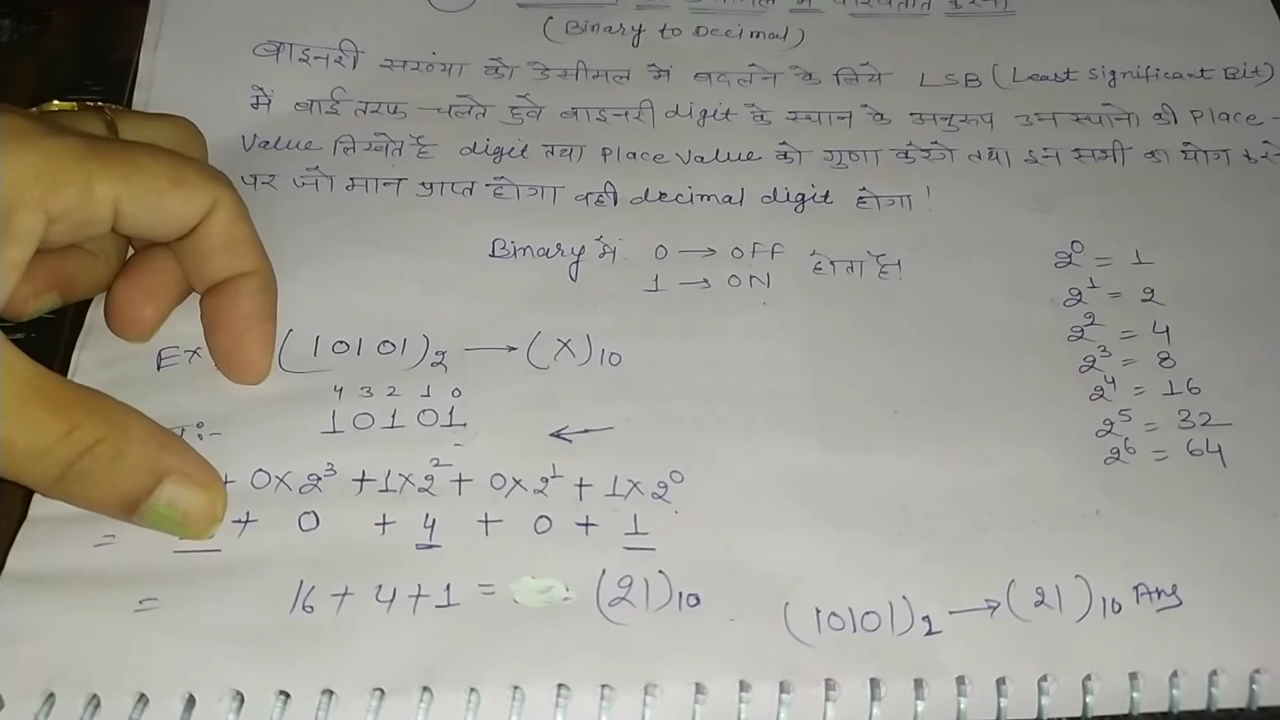 में परिवर्तित करना
(Binary to Decimal)
बाइनरी सख्ंया को डेसीमल में बदलने के लिये LSB (Least Significant Bit)
में बाई तरफ चलते हुवे बाइनरी digit के स्थान के अनुरूप उन स्थानो की Place -
Value लिखते है digit तथा Place Value को गुणा करेगे तथा इन सभी का योग करने
पर जो मान प्राप्त होगा वही decimal digit होगा !
Binary में 0 → OFF होता है।
1 → ON
2⁰ = 1
2¹ = 2
2² = 4
2³ = 8
2⁴ = 16
2⁵ = 32
2⁶ = 64
Ex (10101)₂ → (X)₁₀
4 3 2 1 0
10101 ←
+ 0×2³ + 1×2² + 0×2¹ + 1×2⁰
= + 0 + 4 + 0 + 1
= 16 + 4 + 1 = (21)₁₀
(10101)₂ → (21)₁₀ Ans